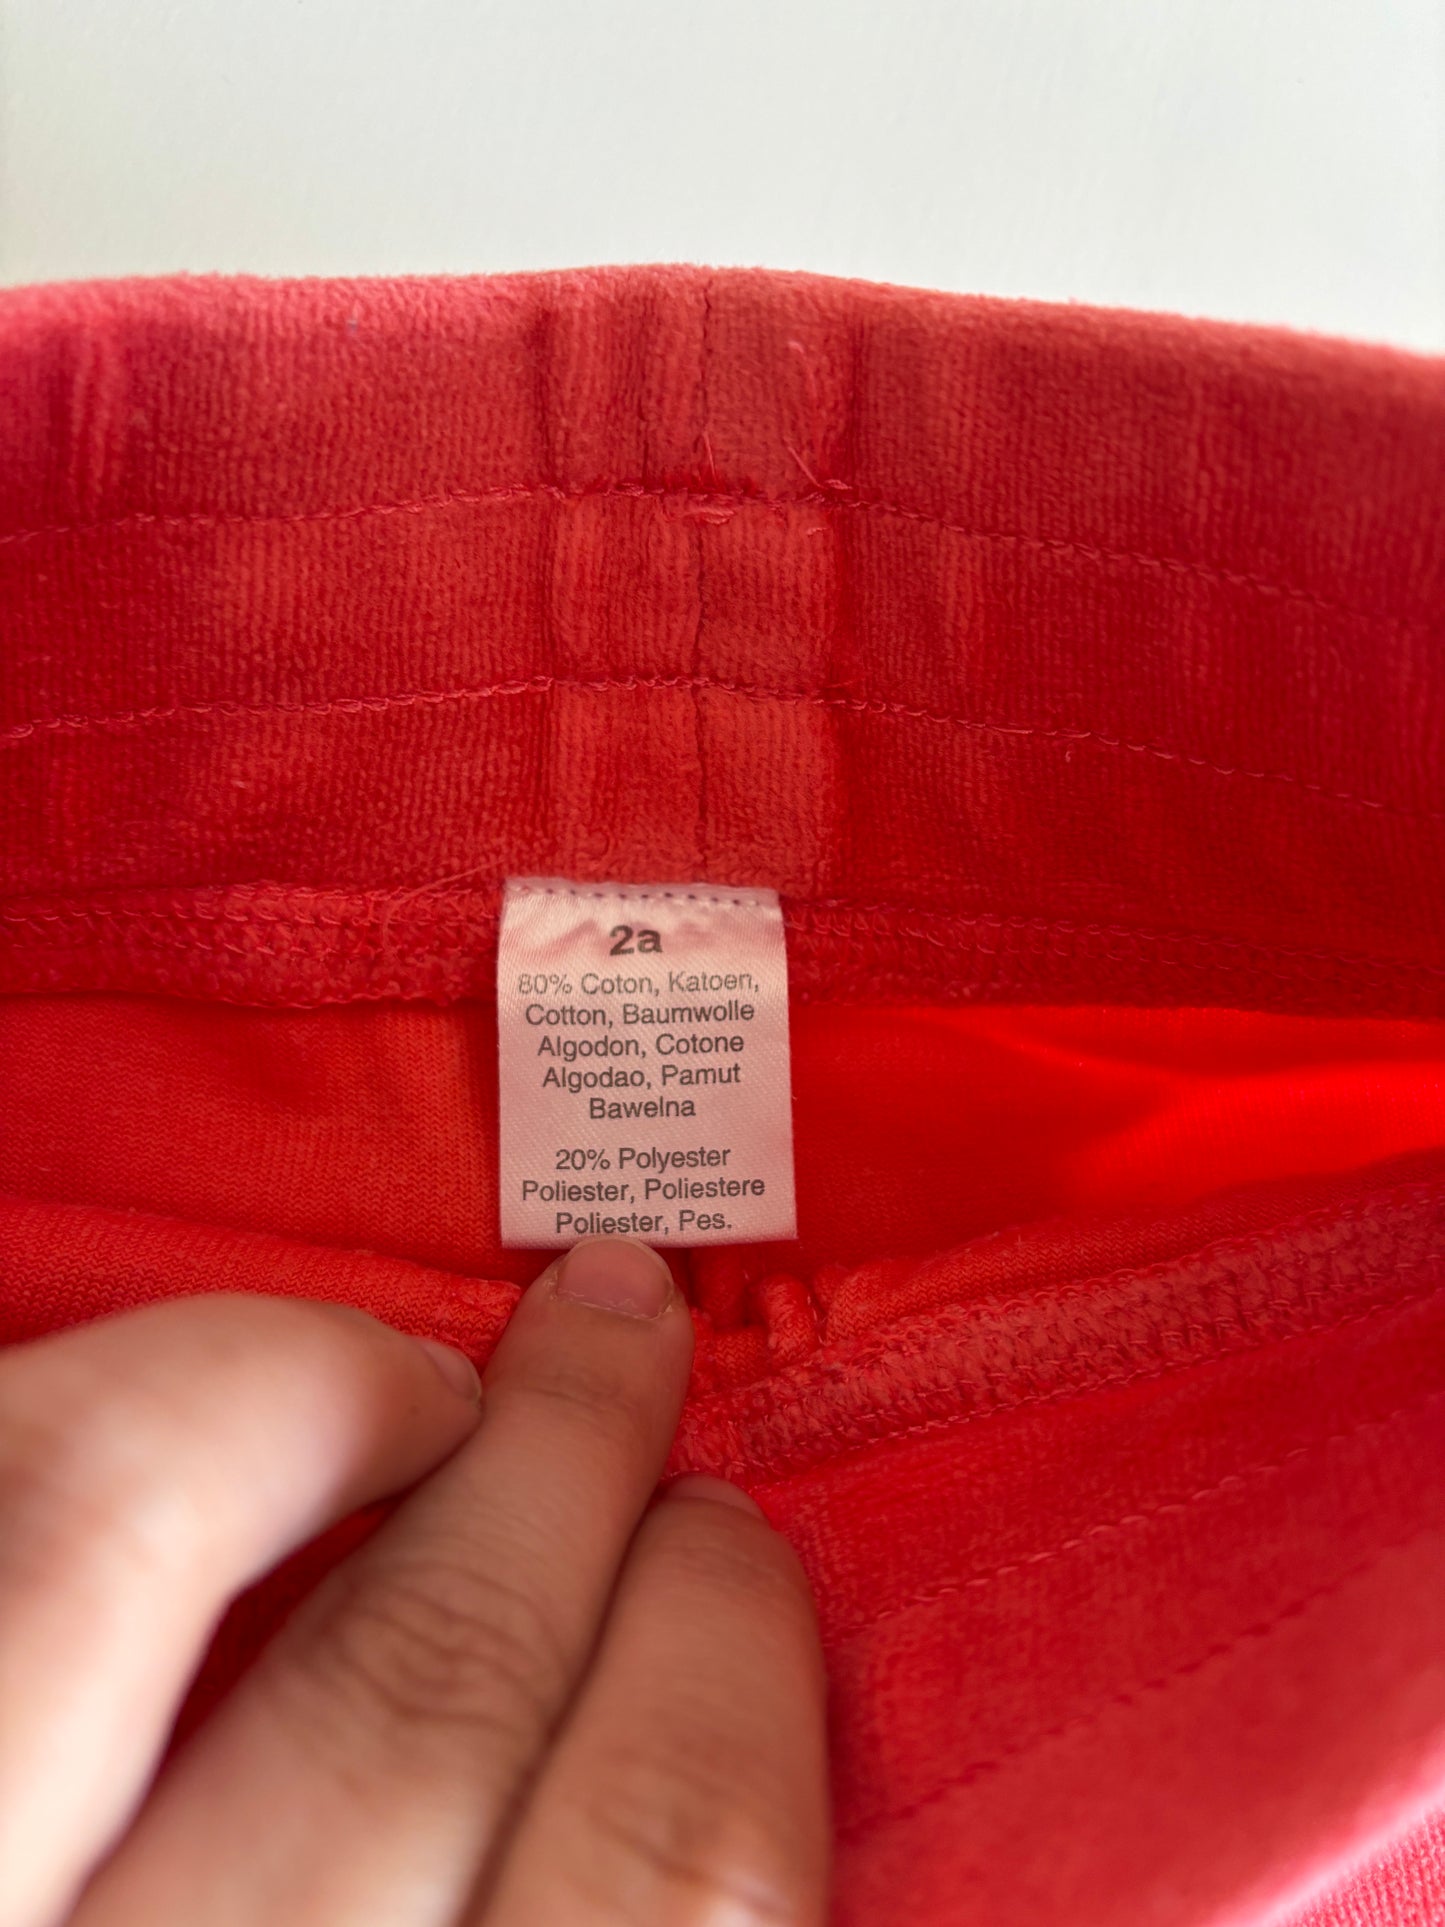 2a
80% Coton, Katoen,
Cotton, Baumwolle
Algodon, Cotone
Algodao, Pamut
Bawelna
20% Polyester
Poliester, Poliestere
Poliester, Pes.